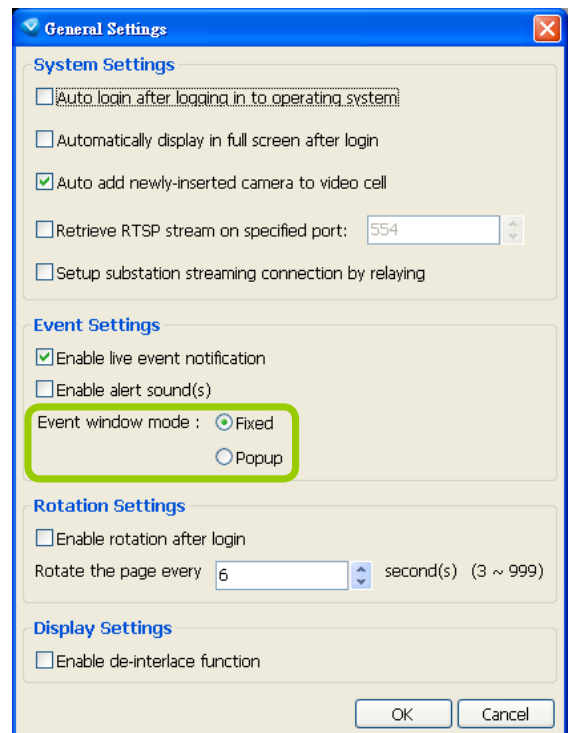 General Settings
System Settings
Auto login after logging in to operating system
Automatically display in full screen after login
Auto add newly-inserted camera to video cell
Retrieve RTSP stream on specified port: 554
Setup substation streaming connection by relaying
Event Settings
Enable live event notification
Enable alert sound(s)
Event window mode : Fixed
Popup
Rotation Settings
Enable rotation after login
Rotate the page every 6 second(s) (3 ~ 999)
Display Settings
Enable de-interlace function
OK Cancel